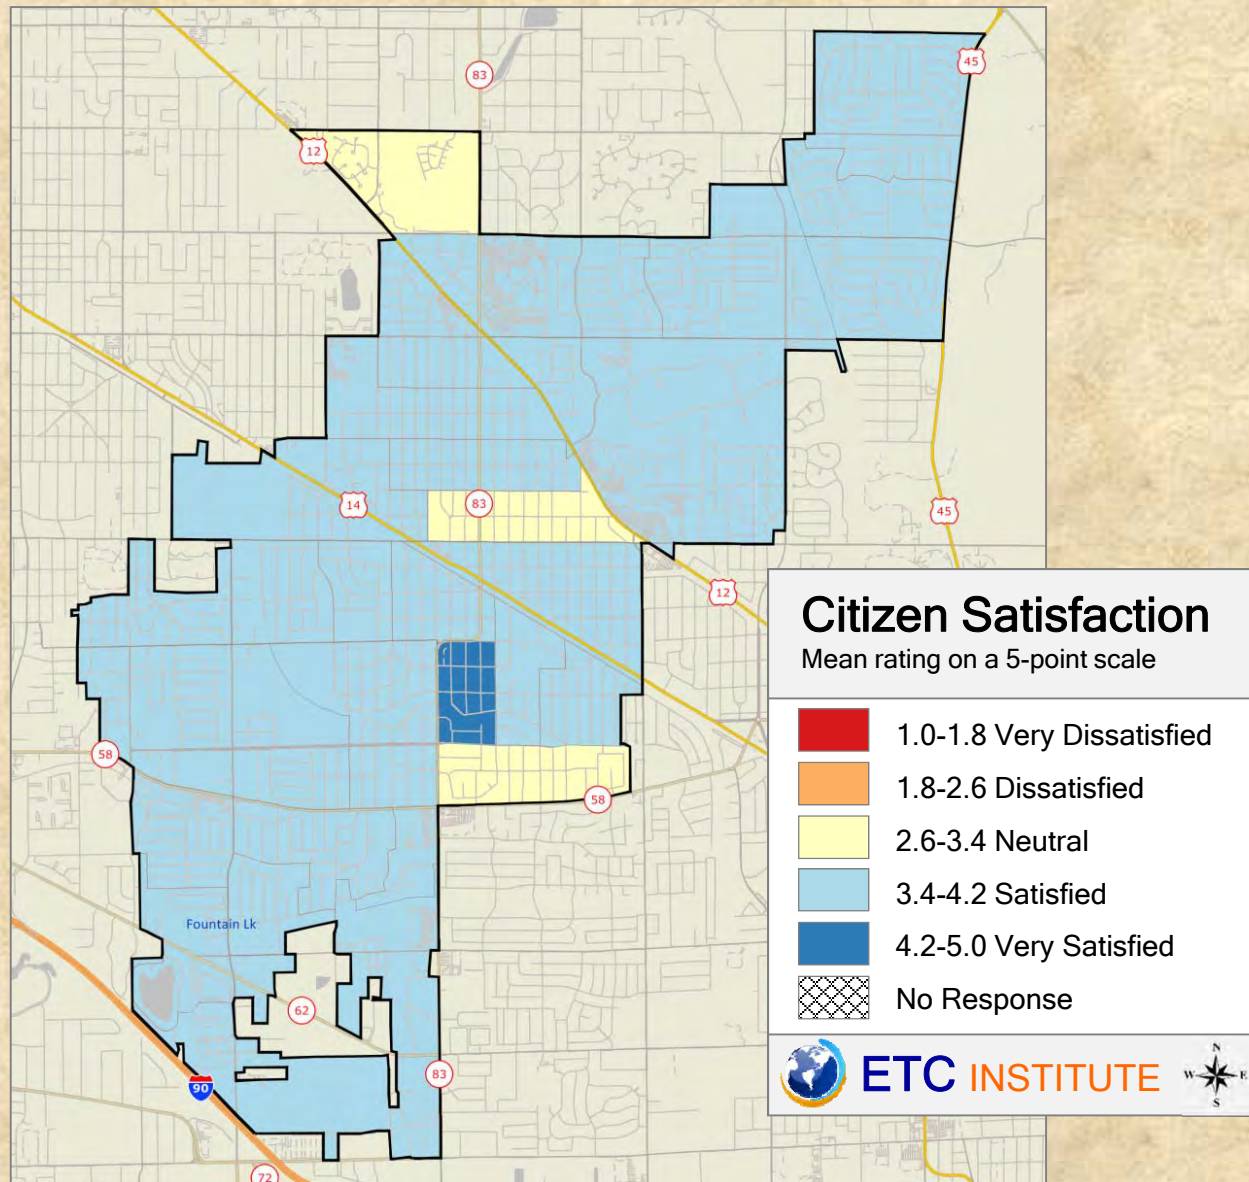 83
45
12
14
83
45
12
58
58
Fountain Lk
62
83
90
72
Citizen Satisfaction
Mean rating on a 5-point scale
1.0-1.8 Very Dissatisfied
1.8-2.6 Dissatisfied
2.6-3.4 Neutral
3.4-4.2 Satisfied
4.2-5.0 Very Satisfied
No Response
ETC INSTITUTE
N
W E
S